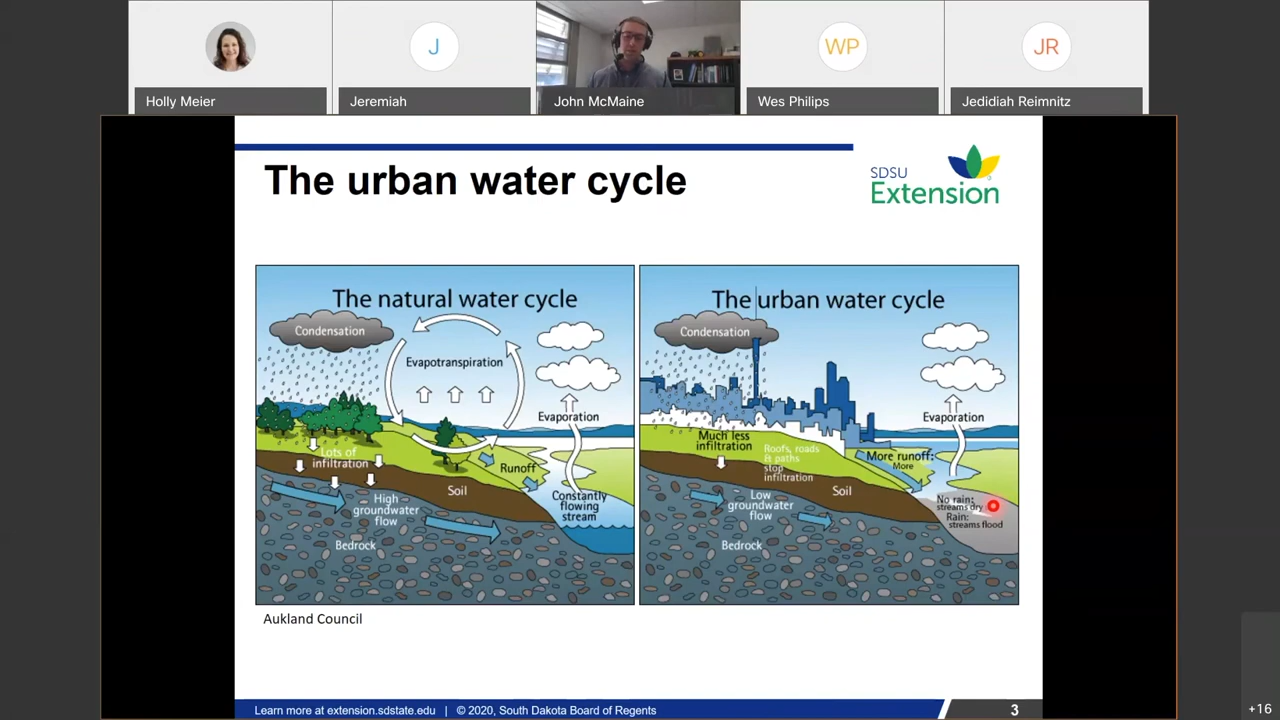 J
WP
JR
Holly Meier
Jeremiah
John McMaine
Wes Philips
Jedidiah Reimnitz
The urban water cycle
SDSU
Extension
The natural water cycle
Condensation
Evapotranspiration
Evaporation
Lots of
infiltration
Runoff
Soil
High –
groundwater
flow
Constantly
flowing
stream
Bedrock
The urban water cycle
Condensation
Evaporation
Much less
infiltration
Roofs, roads
& paths
stop
infiltration
More runoff:
More
Soil
Low
groundwater
flow
No rain:
streams dry
Rain:
streams flood
Bedrock
Aukland Council
Learn more at extension.sdstate.edu | © 2020, South Dakota Board of Regents
3
+16